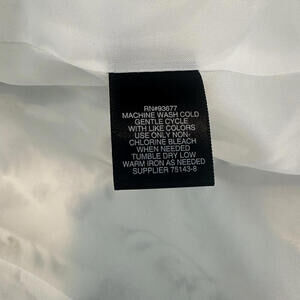 RN#93677
MACHINE WASH COLD
GENTLE CYCLE
WITH LIKE COLORS
USE ONLY NON-
CHLORINE BLEACH
WHEN NEEDED
TUMBLE DRY LOW
WARM IRON AS NEEDED
SUPPLIER 75143-8